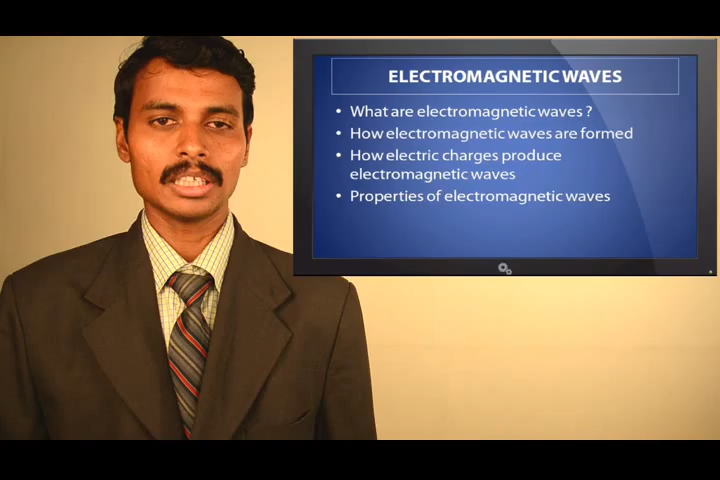 ELECTROMAGNETIC WAVES
• What are electromagnetic waves ?
• How electromagnetic waves are formed
• How electric charges produce
electromagnetic waves
• Properties of electromagnetic waves